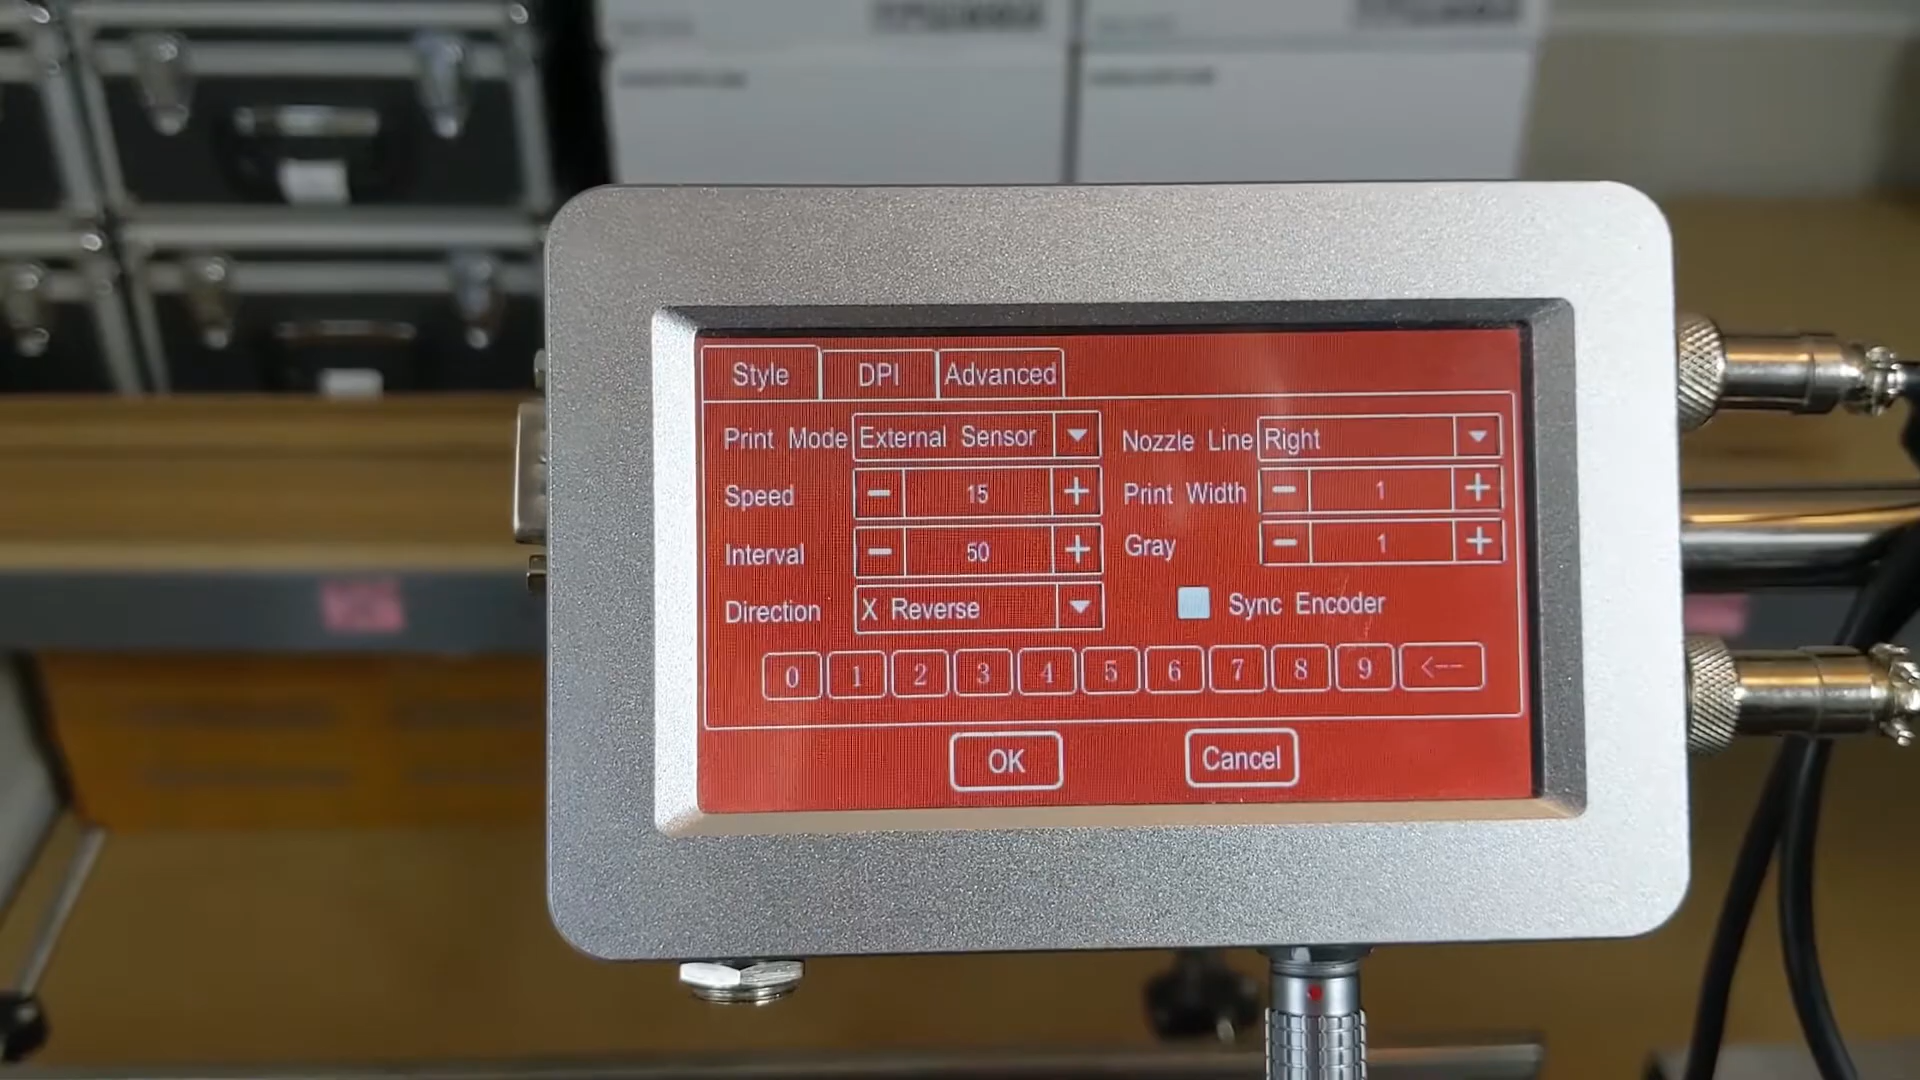 Style DPI Advanced
Print Mode External Sensor Nozzle Line Right
Speed − 15 + Print Width − 1 +
Interval − 50 + Gray − 1 +
Direction X Reverse Sync Encoder
0 1 2 3 4 5 6 7 8 9 <--
OK Cancel